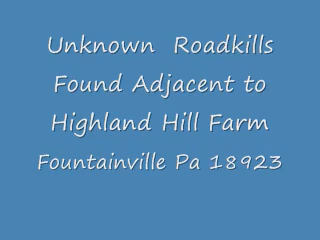 Unknown  Roadkills
Found Adjacent to
Highland Hill Farm
Fountainville Pa 18923